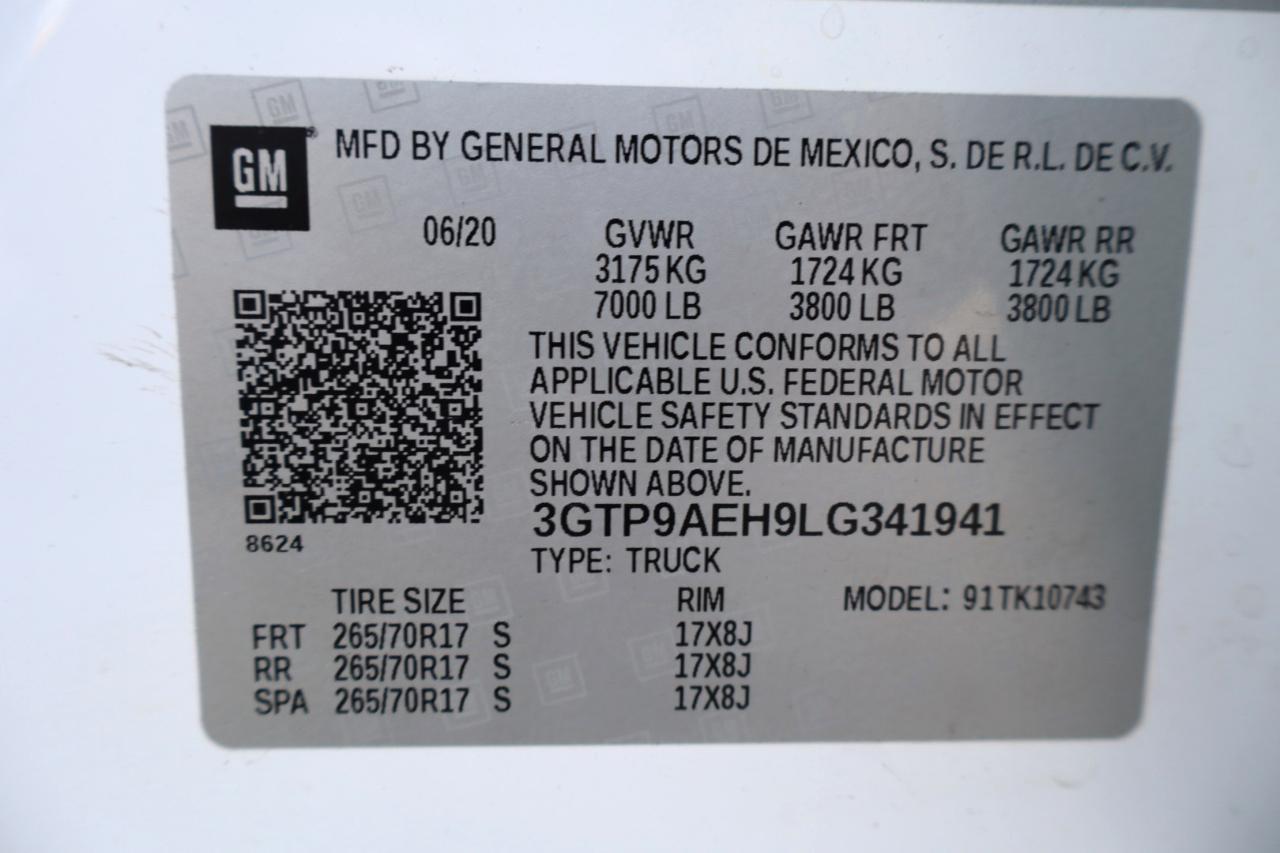 GM® MFD BY GENERAL MOTORS DE MEXICO, S. DE R.L. DE C.V.
06/20 GVWR GAWR FRT GAWR RR
3175 KG 1724 KG 1724 KG
7000 LB 3800 LB 3800 LB
THIS VEHICLE CONFORMS TO ALL
APPLICABLE U.S. FEDERAL MOTOR
VEHICLE SAFETY STANDARDS IN EFFECT
ON THE DATE OF MANUFACTURE
SHOWN ABOVE.
3GTP9AEH9LG341941
8624
TYPE: TRUCK
TIRE SIZE RIM MODEL: 91TK10743
FRT 265/70R17 S 17X8J
RR 265/70R17 S 17X8J
SPA 265/70R17 S 17X8J